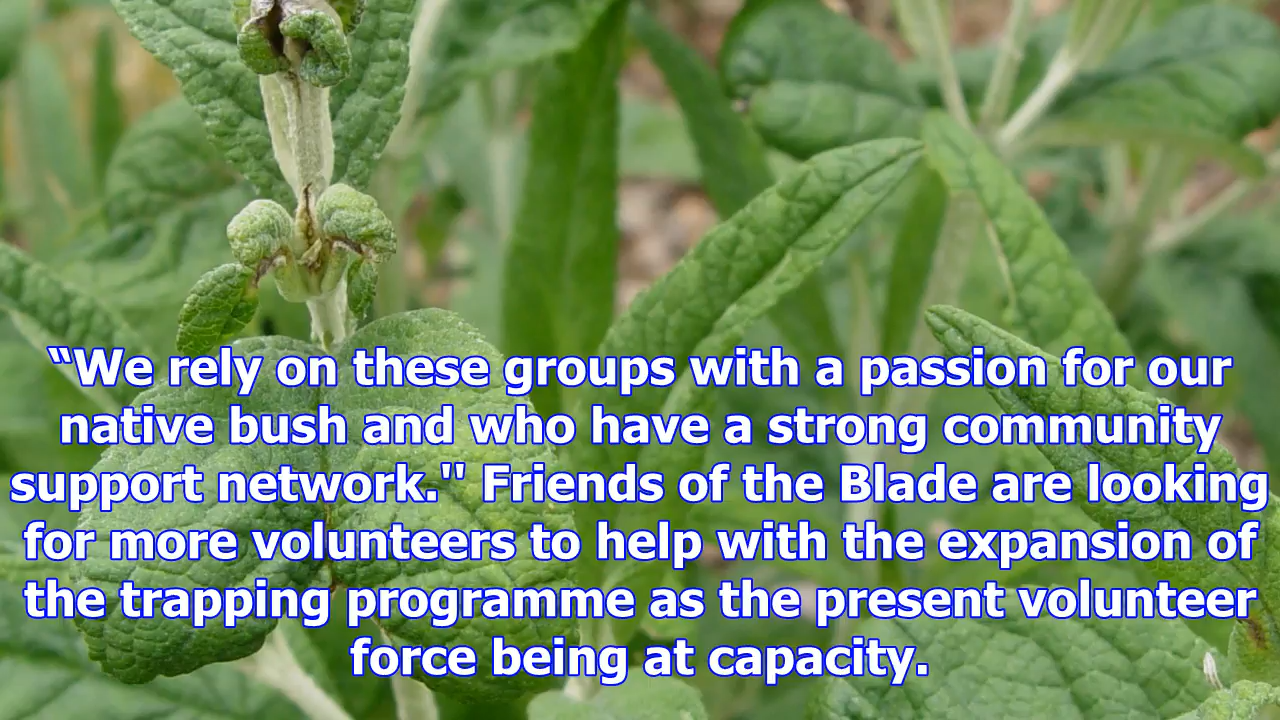 “We rely on these groups with a passion for our
native bush and who have a strong community
support network." Friends of the Blade are looking
for more volunteers to help with the expansion of
the trapping programme as the present volunteer
force being at capacity.